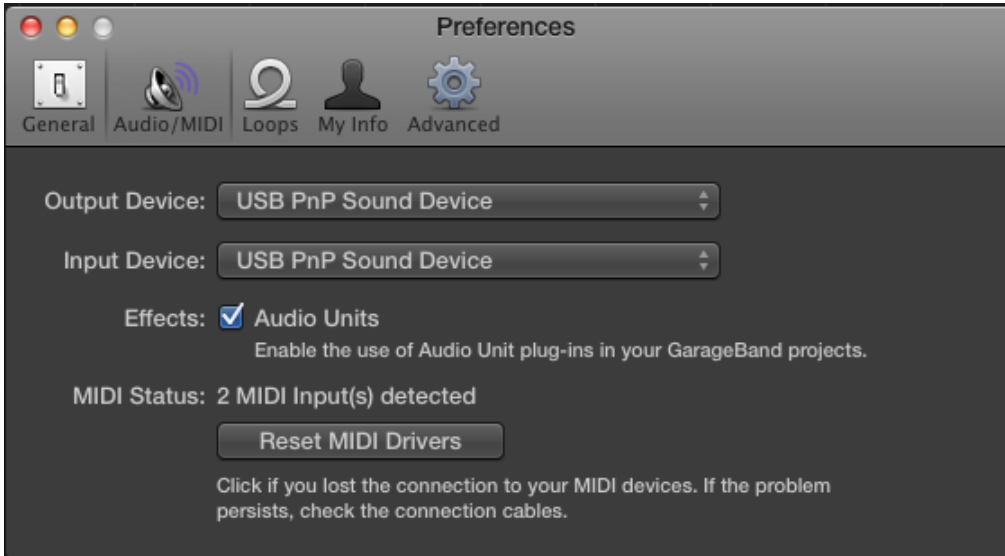 Preferences
General Audio/MIDI Loops My Info Advanced
Output Device: USB PnP Sound Device
Input Device: USB PnP Sound Device
Effects: Audio Units
Enable the use of Audio Unit plug-ins in your GarageBand projects.
MIDI Status: 2 MIDI Input(s) detected
Reset MIDI Drivers
Click if you lost the connection to your MIDI devices. If the problem
persists, check the connection cables.